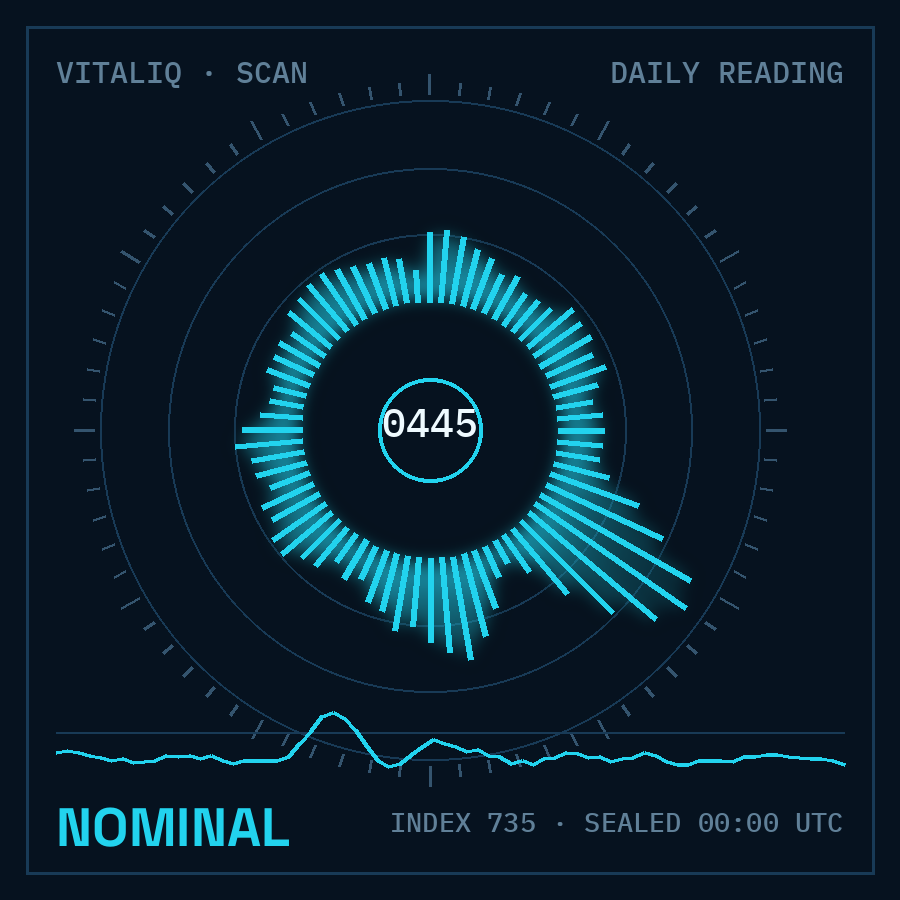 VITALIQ · SCAN
DAILY READING
0445
NOMINAL
INDEX 735 · SEALED 00:00 UTC